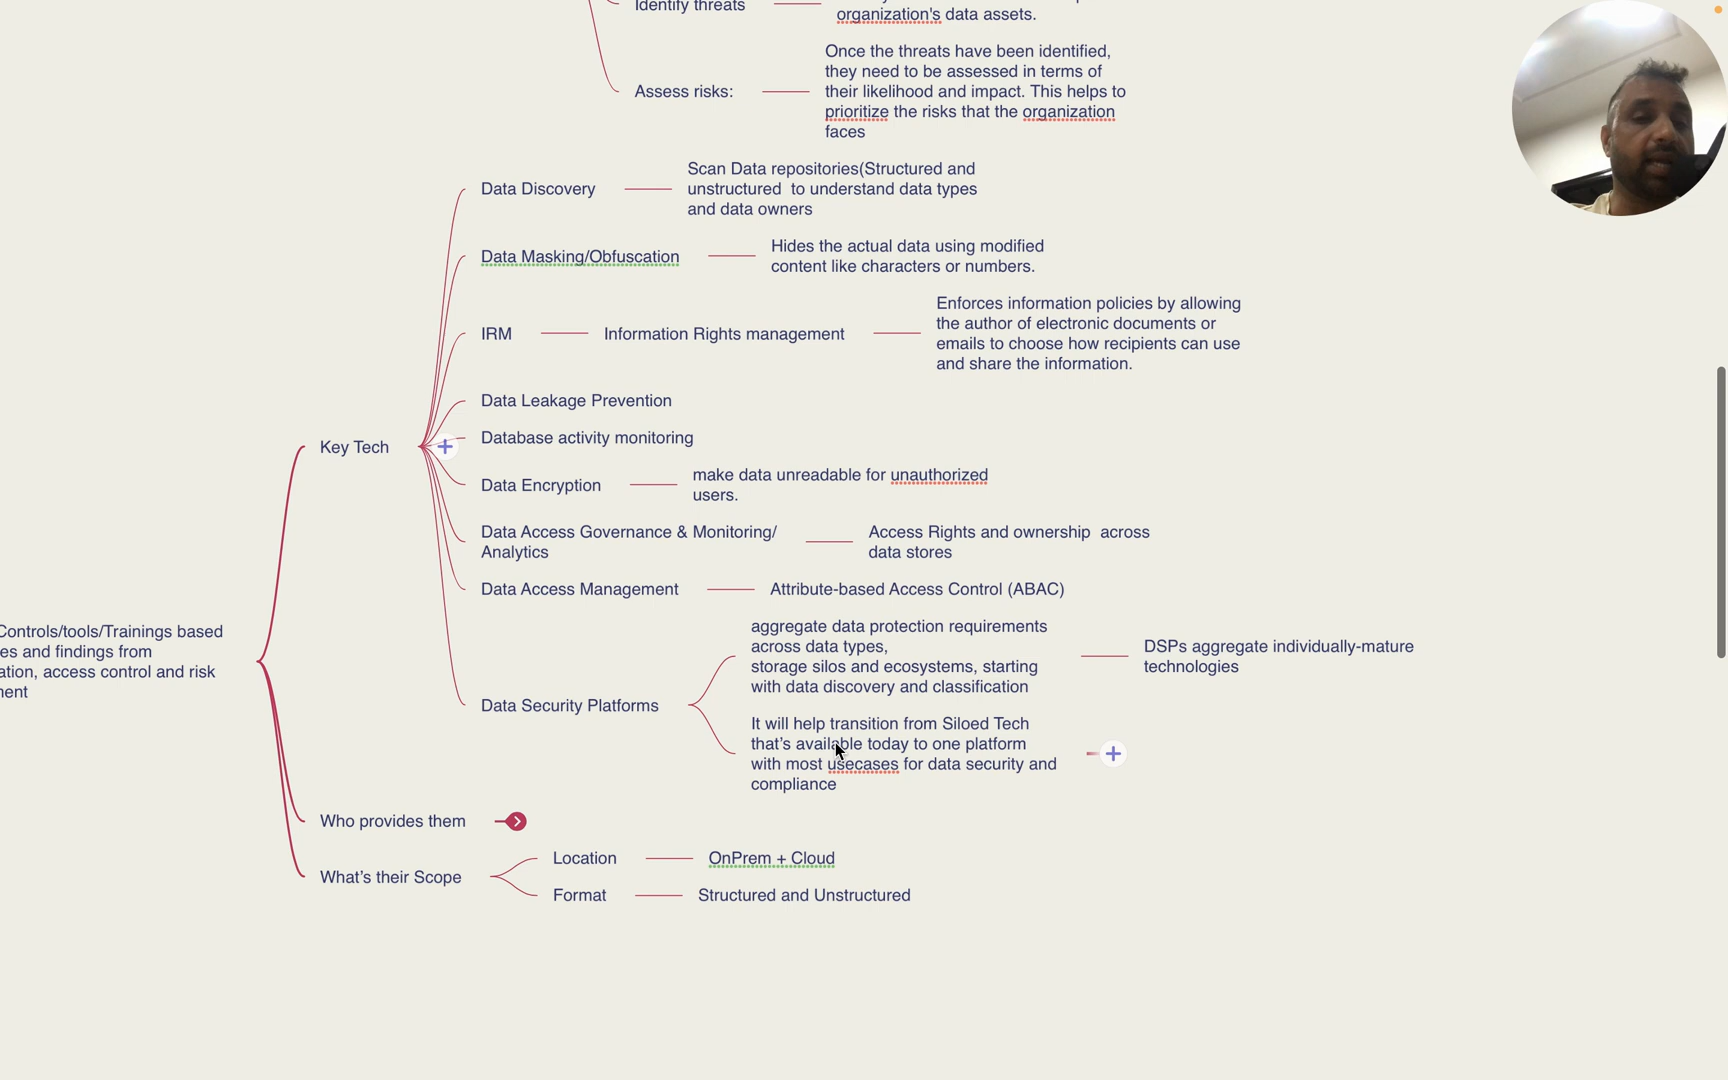 Identify threats
organization's data assets.
Once the threats have been identified,
they need to be assessed in terms of
their likelihood and impact. This helps to
prioritize the risks that the organization
faces
Assess risks:
Data Discovery
Scan Data repositories(Structured and
unstructured  to understand data types
and data owners
Data Masking/Obfuscation
Hides the actual data using modified
content like characters or numbers.
IRM
Information Rights management
Enforces information policies by allowing
the author of electronic documents or
emails to choose how recipients can use
and share the information.
Data Leakage Prevention
Database activity monitoring
Key Tech
Data Encryption
make data unreadable for unauthorized
users.
Data Access Governance & Monitoring/
Analytics
Access Rights and ownership  across
data stores
Data Access Management
Attribute-based Access Control (ABAC)
Data Security Platforms
aggregate data protection requirements
across data types,
storage silos and ecosystems, starting
with data discovery and classification
DSPs aggregate individually-mature
technologies
It will help transition from Siloed Tech
that's available today to one platform
with most usecases for data security and
compliance
Controls/tools/Trainings based
es and findings from
ation, access control and risk
ent
Who provides them
What's their Scope
Location
OnPrem + Cloud
Format
Structured and Unstructured